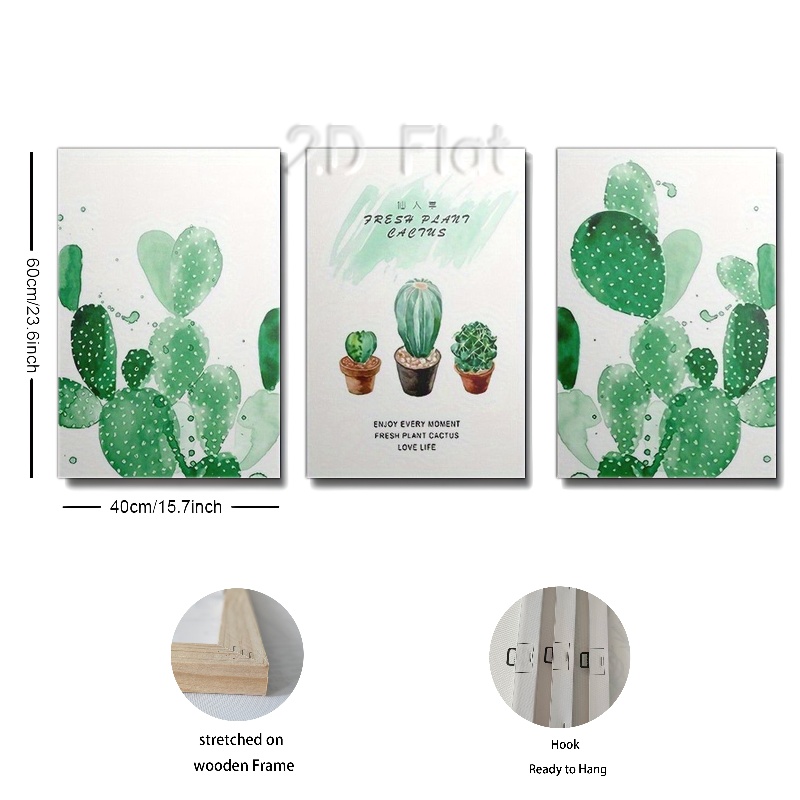 2.D Flat
仙人掌
FRESH PLANT
CACTUS
ENJOY EVERY MOMENT
FRESH PLANT CACTUS
LOVE LIFE
60cm/23.6inch
40cm/15.7inch
stretched on
wooden Frame
Hook
Ready to Hang